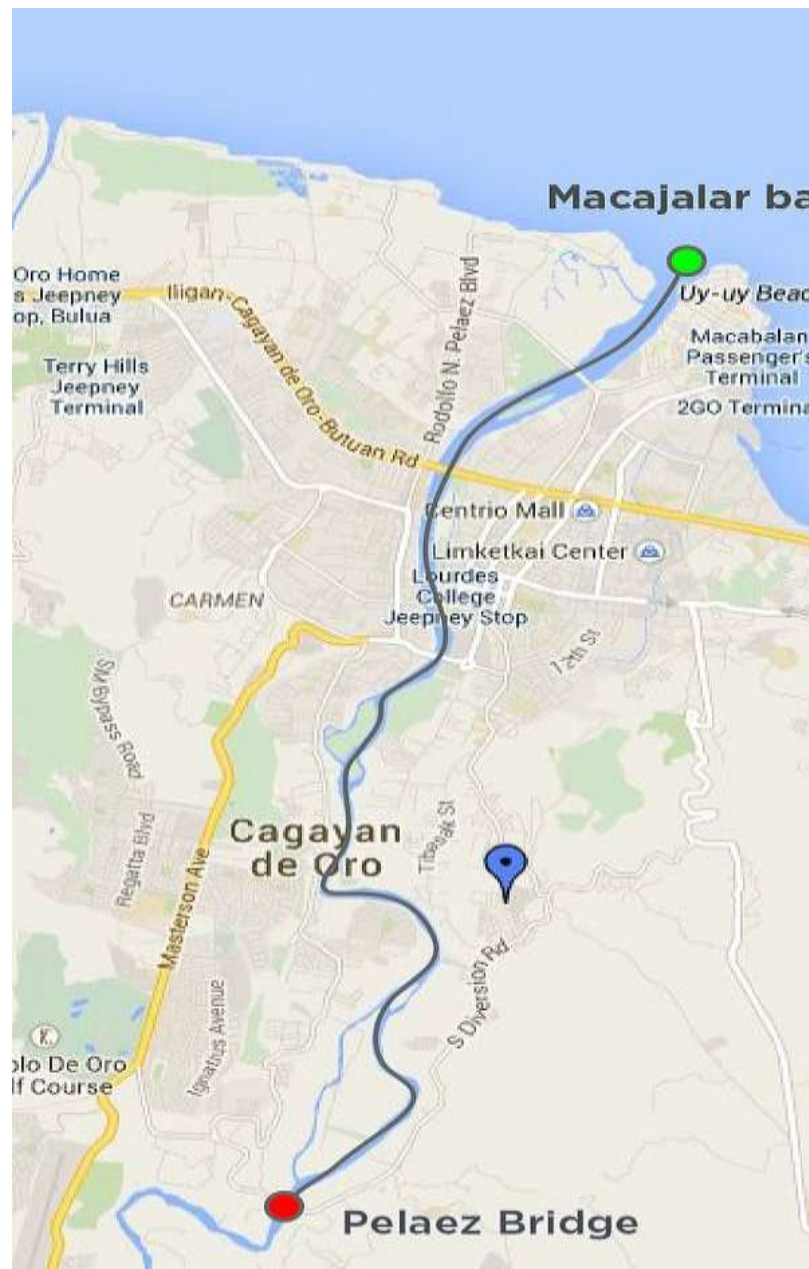 Macajalar ba
Oro Home
s Jeepney
op, Bulua
Iligan-Cagayan de Oro-Butuan Rd
Rodolfo N. Pelaez Blvd
Uy-uy Beac
Terry Hills
Jeepney
Terminal
Macabalan
Passenger's
Terminal
2GO Termina
Centrio Mall
Limketkai Center
Lourdes
College
Jeepney Stop
CARMEN
12th St
SM Bypass Road
Regatta Blvd
Cagayan
de Oro
Tibasak St
Masterson Ave
S Diversion Rd
Ignatius Avenue
olo De Oro
lf Course
Pelaez Bridge